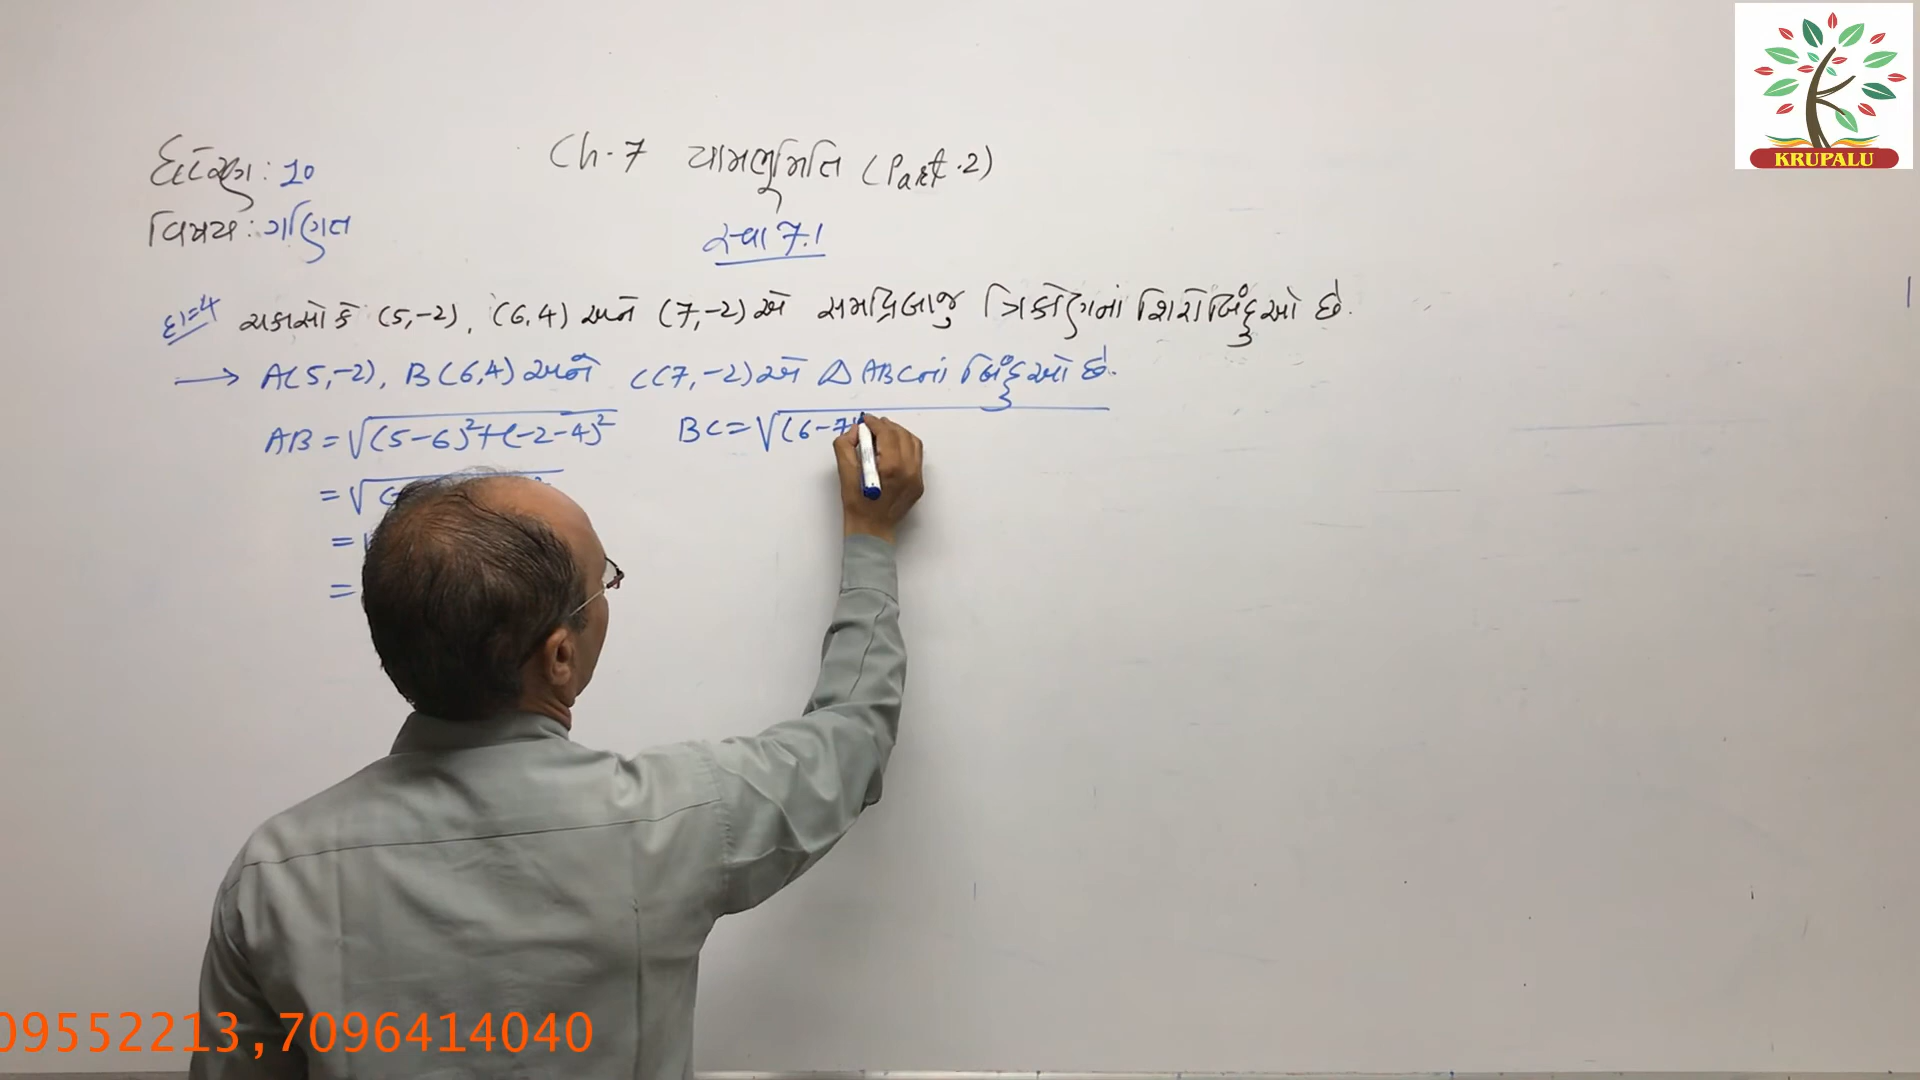 ધોરણ : 10
Ch-7 યામભૂમિતિ (Part-2)
વિષય : ગણિત
સ્વા 7.1
દા=4 ચકાસો કે (5,-2), (6,4) અને (7,-2) એ સમદ્વિબાજુ ત્રિકોણનાં શિરોબિંદુઓ છે.
→ A(5,-2), B(6,4) અને C(7,-2) એ △ABCનાં બિંદુઓ છે.
AB = √(5-6)²+(-2-4)² BC = √(6-7)
= √(
=
=
KRUPALU
09552213,7096414040